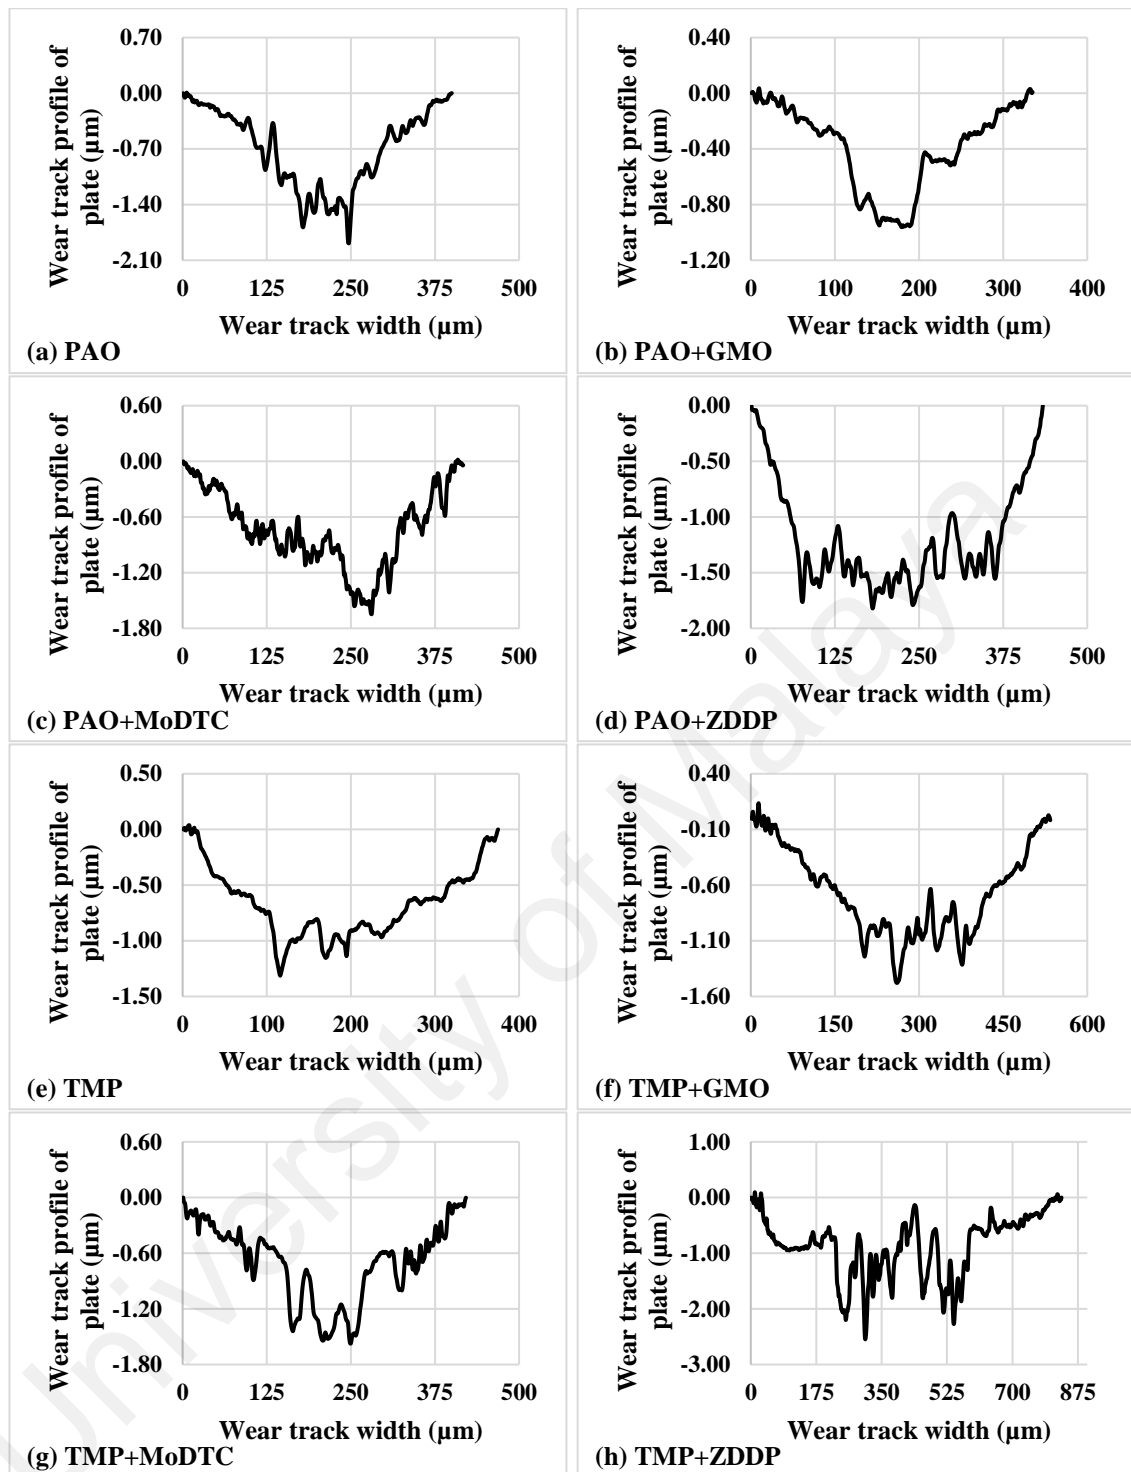 Wear track profile of
plate (µm)
0.70
0.00
-0.70
-1.40
-2.10
0 125 250 375 500
Wear track width (µm)
(a) PAO
Wear track profile of
plate (µm)
0.40
0.00
-0.40
-0.80
-1.20
0 100 200 300 400
Wear track width (µm)
(b) PAO+GMO
Wear track profile of
plate (µm)
0.60
0.00
-0.60
-1.20
-1.80
0 125 250 375 500
Wear track width (µm)
(c) PAO+MoDTC
Wear track profile of
plate (µm)
0.00
-0.50
-1.00
-1.50
-2.00
0 125 250 375 500
Wear track width (µm)
(d) PAO+ZDDP
Wear track profile of
plate (µm)
0.50
0.00
-0.50
-1.00
-1.50
0 100 200 300 400
Wear track width (µm)
(e) TMP
Wear track profile of
plate (µm)
0.40
-0.10
-0.60
-1.10
-1.60
0 150 300 450 600
Wear track width (µm)
(f) TMP+GMO
Wear track profile of
plate (µm)
0.60
0.00
-0.60
-1.20
-1.80
0 125 250 375 500
Wear track width (µm)
(g) TMP+MoDTC
Wear track profile of
plate (µm)
1.00
0.00
-1.00
-2.00
-3.00
0 175 350 525 700 875
Wear track width (µm)
(h) TMP+ZDDP
University of Malaya